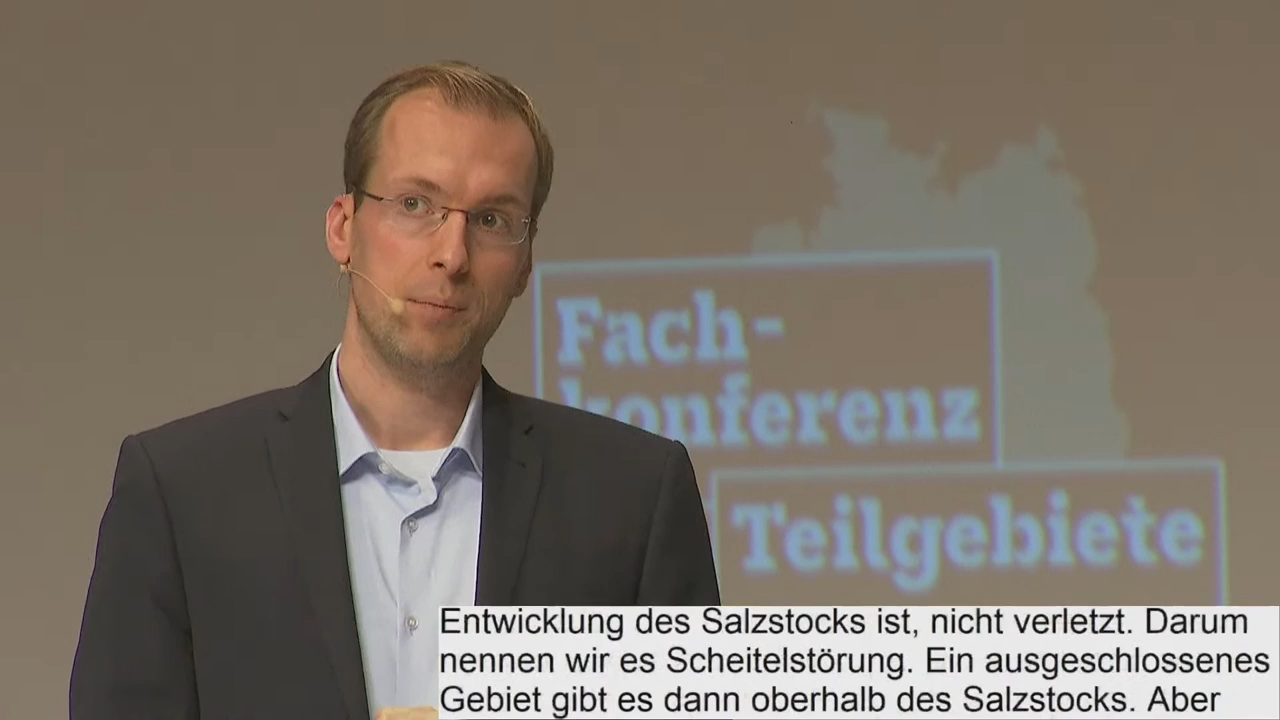 Fach-
konferenz
Teilgebiete
Entwicklung des Salzstocks ist, nicht verletzt. Darum
nennen wir es Scheitelstörung. Ein ausgeschlossenes
Gebiet gibt es dann oberhalb des Salzstocks. Aber